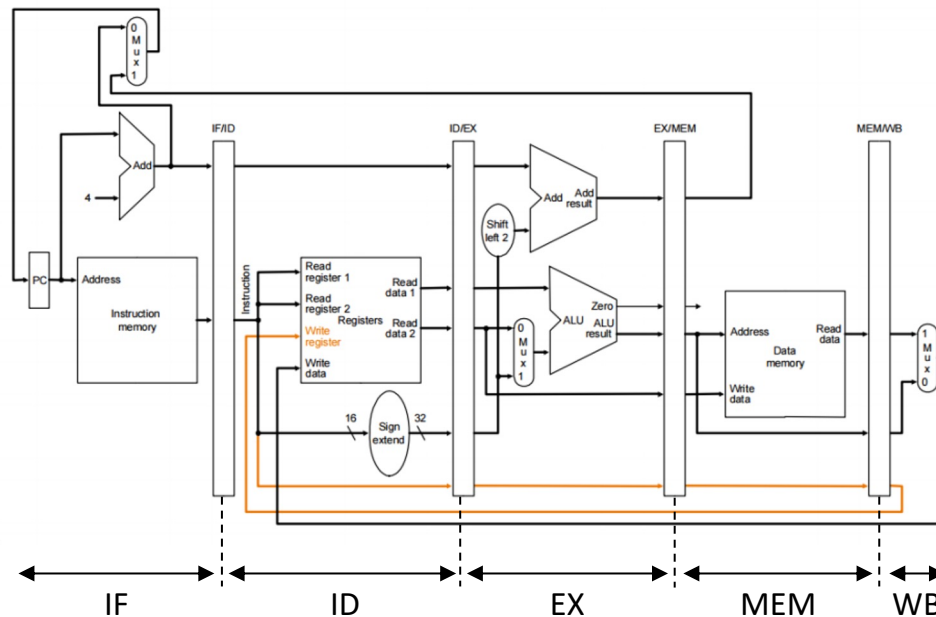 0
M
u
x
1
IF/ID
ID/EX
EX/MEM
MEM/WB
Add
4
Add
Add
result
Shift
left 2
PC
Address
Instruction
memory
Instruction
Read
register 1
Read
register 2
Write
register
Write
data
Registers
Read
data 1
Read
data 2
16
Sign
extend
32
0
M
u
x
1
Zero
ALU
ALU
result
Address
Read
data
Data
memory
Write
data
1
M
u
x
0
IF
ID
EX
MEM
WB